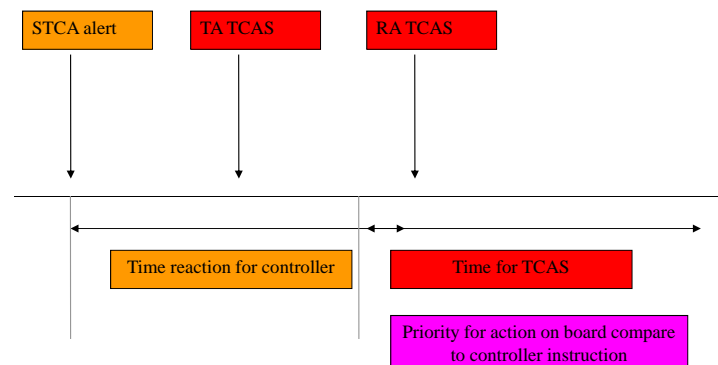 STCA alert
TA TCAS
RA TCAS
Time reaction for controller
Time for TCAS
Priority for action on board compare
to controller instruction